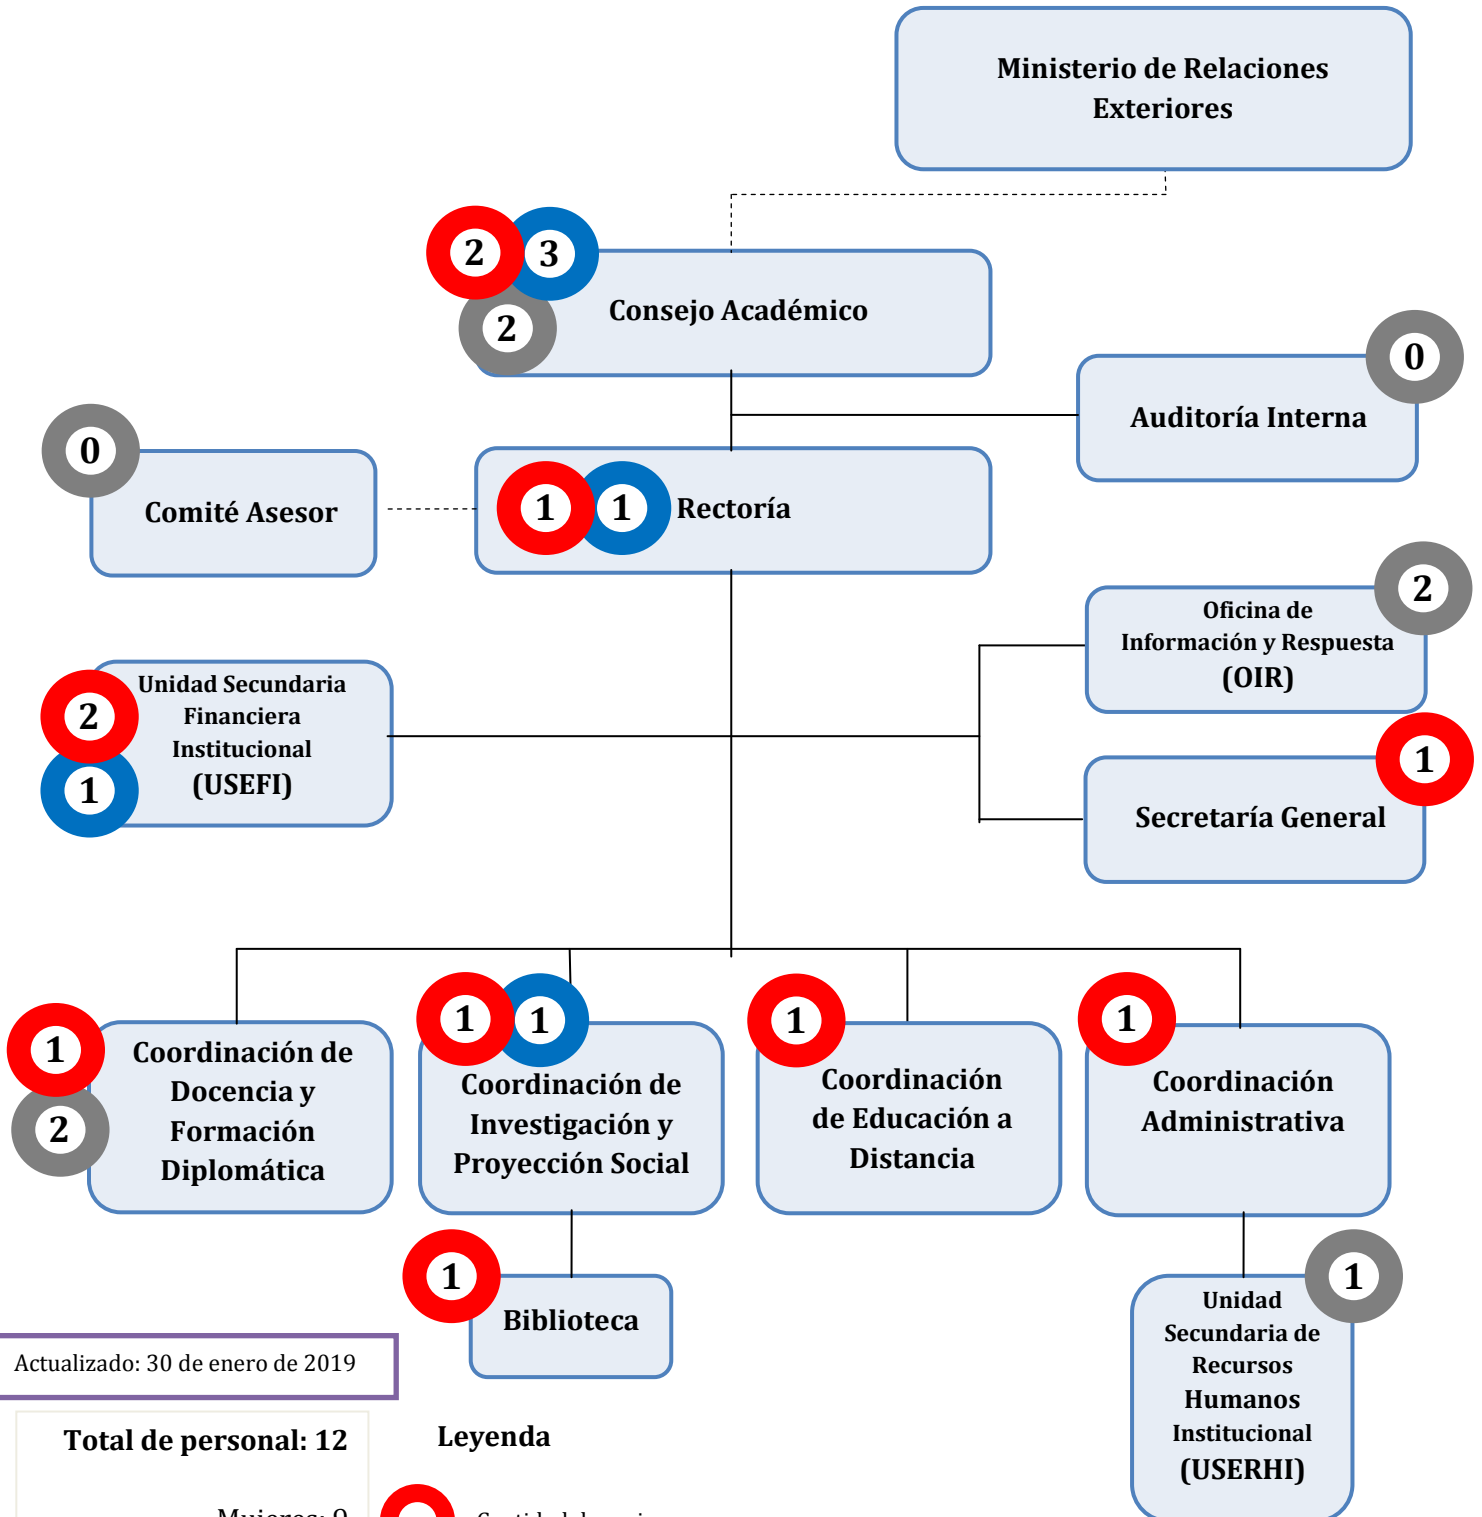 Ministerio de Relaciones
Exteriores
2
3
2
Consejo Académico
0
Auditoría Interna
0
Comité Asesor
1
1
Rectoría
2
Oficina de
Información y Respuesta
(OIR)
2
1
Unidad Secundaria
Financiera
Institucional
(USEFI)
1
Secretaría General
1
2
Coordinación de
Docencia y
Formación
Diplomática
1
1
Coordinación de
Investigación y
Proyección Social
1
Coordinación
de Educación a
Distancia
1
Coordinación
Administrativa
1
Biblioteca
1
Unidad
Secundaria de
Recursos
Humanos
Institucional
(USERHI)
Actualizado: 30 de enero de 2019
Total de personal: 12
Leyenda
Mujeres: 9